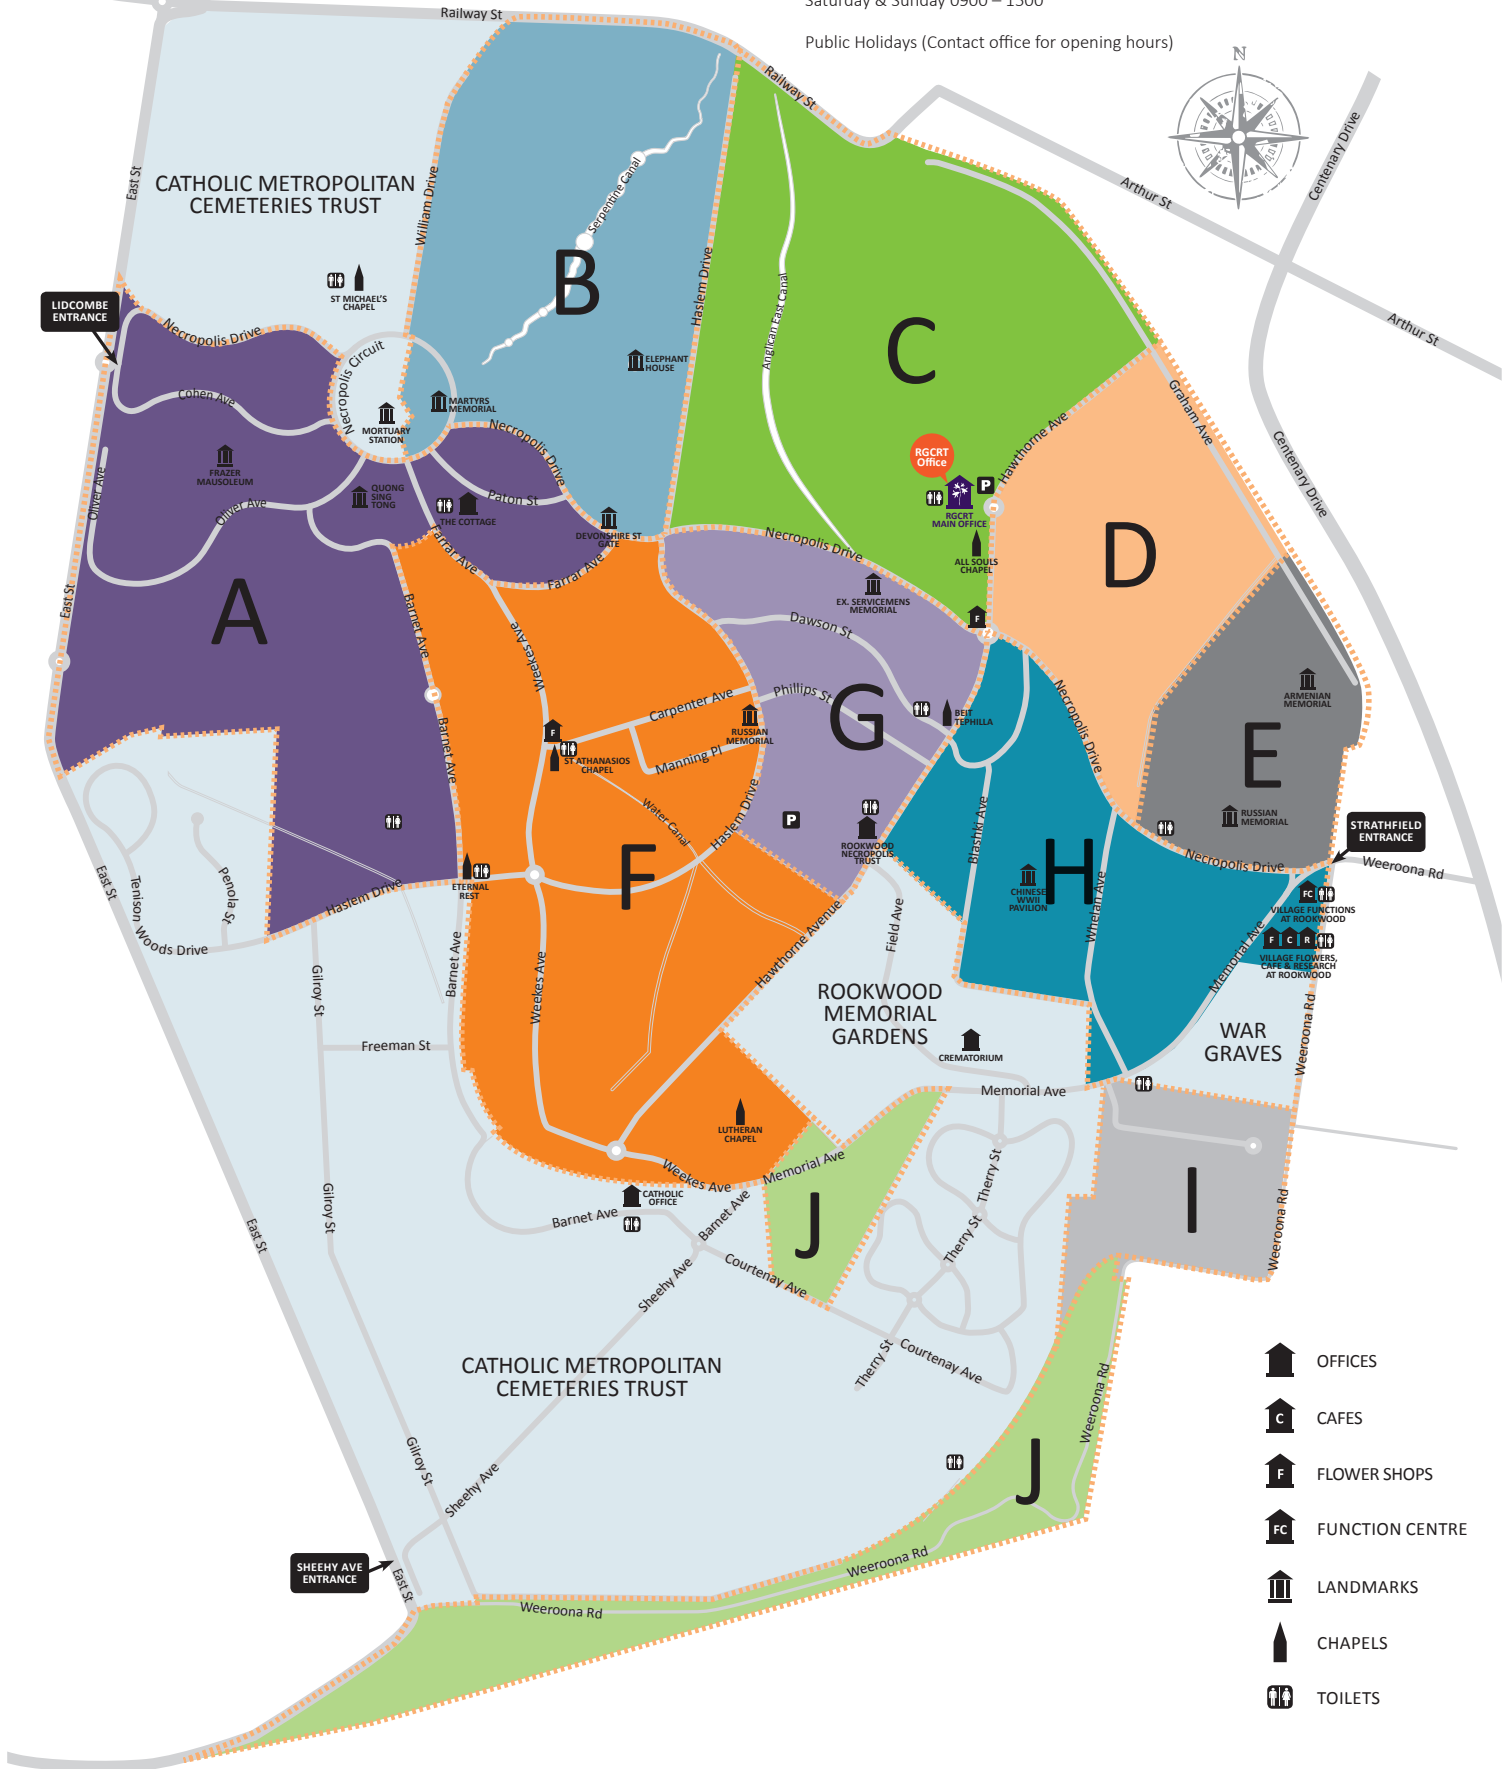 Saturday & Sunday 0900 – 1500
Public Holidays (Contact office for opening hours)
N
Railway St
Railway St
East St
CATHOLIC METROPOLITAN
CEMETERIES TRUST
William Drive
Serpentine Canal
B
Haslem Drive
Anglican East Canal
C
Arthur St
Centenary Drive
Arthur St
ST MICHAEL'S
CHAPEL
LIDCOMBE
ENTRANCE
Necropolis Drive
Necropolis Circuit
ELEPHANT
HOUSE
Cohen Ave
MARTYRS
MEMORIAL
MORTUARY
STATION
Necropolis Drive
Graham Ave
Hawthorne Ave
RGCRT
Office
P
RGCRT
MAIN OFFICE
Centenary Drive
FRAZER
MAUSOLEUM
Oliver Ave
Oliver Ave
QUONG
SING
TONG
Paton St
THE COTTAGE
DEVONSHIRE ST
GATE
Necropolis Drive
ALL SOULS
CHAPEL
D
Farrar Ave
Farrar Ave
East St
A
Barnet Ave
Weekes Ave
EX. SERVICEMENS
MEMORIAL
Dawson St
F
Phillips St
G
BEIT
TEPHILLA
Necropolis Drive
ARMENIAN
MEMORIAL
E
Carpenter Ave
RUSSIAN
MEMORIAL
Manning Pl
F
ST ATHANASIOS
CHAPEL
Barnet Ave
Water Canal
Haslem Drive
P
ROOKWOOD
NECROPOLIS
TRUST
Blashki Ave
RUSSIAN
MEMORIAL
STRATHFIELD
ENTRANCE
Weeroona Rd
Necropolis Drive
H
CHINESE
WWII
PAVILION
Whelan Ave
F
ETERNAL
REST
Haslem Drive
East St
Tenison
Woods Drive
Penola St
FC
VILLAGE FUNCTIONS
AT ROOKWOOD
F C R
VILLAGE FLOWERS,
CAFE & RESEARCH
AT ROOKWOOD
Memorial Ave
Field Ave
Hawthorne Avenue
Barnet Ave
Weekes Ave
Gilroy St
ROOKWOOD
MEMORIAL
GARDENS
CREMATORIUM
WAR
GRAVES
Weeroona Rd
Freeman St
Memorial Ave
LUTHERAN
CHAPEL
Weekes Ave
Memorial Ave
Therry St
Therry St
I
J
Weeroona Rd
CATHOLIC
OFFICE
Barnet Ave
Barnet Ave
Gilroy St
East St
Sheehy Ave
Courtenay Ave
Therry St
Courtenay Ave
CATHOLIC METROPOLITAN
CEMETERIES TRUST
Weeroona Rd
Gilroy St
Sheehy Ave
J
SHEEHY AVE
ENTRANCE
East St
Weeroona Rd
Weeroona Rd
OFFICES
C
CAFES
F
FLOWER SHOPS
FC
FUNCTION CENTRE
LANDMARKS
CHAPELS
TOILETS